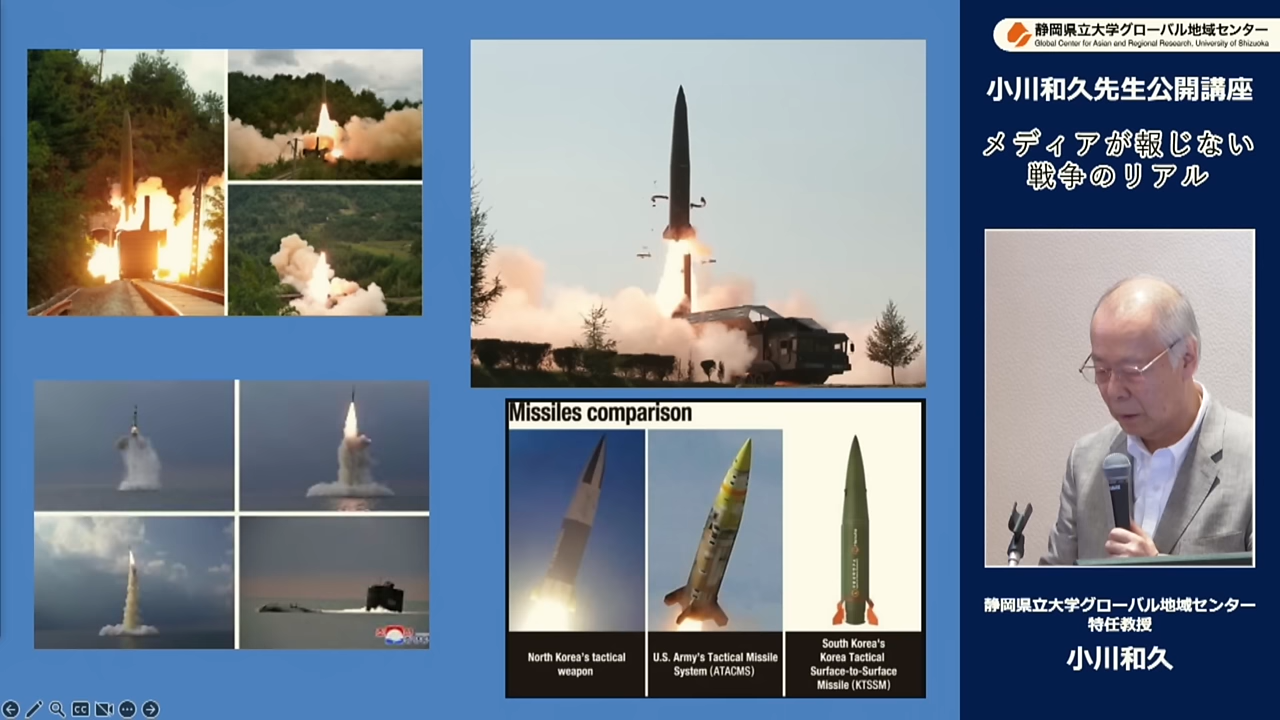 Missiles comparison
North Korea's tactical
weapon
U.S. Army's Tactical Missile
System (ATACMS)
South Korea's
Korea Tactical
Surface-to-Surface
Missile (KTSSM)
静岡県立大学グローバル地域センター
Global Center for Asian and Regional Research, University of Shizuoka
小川和久先生公開講座
メディアが報じない
戦争のリアル
静岡県立大学グローバル地域センター
特任教授
小川和久
CC